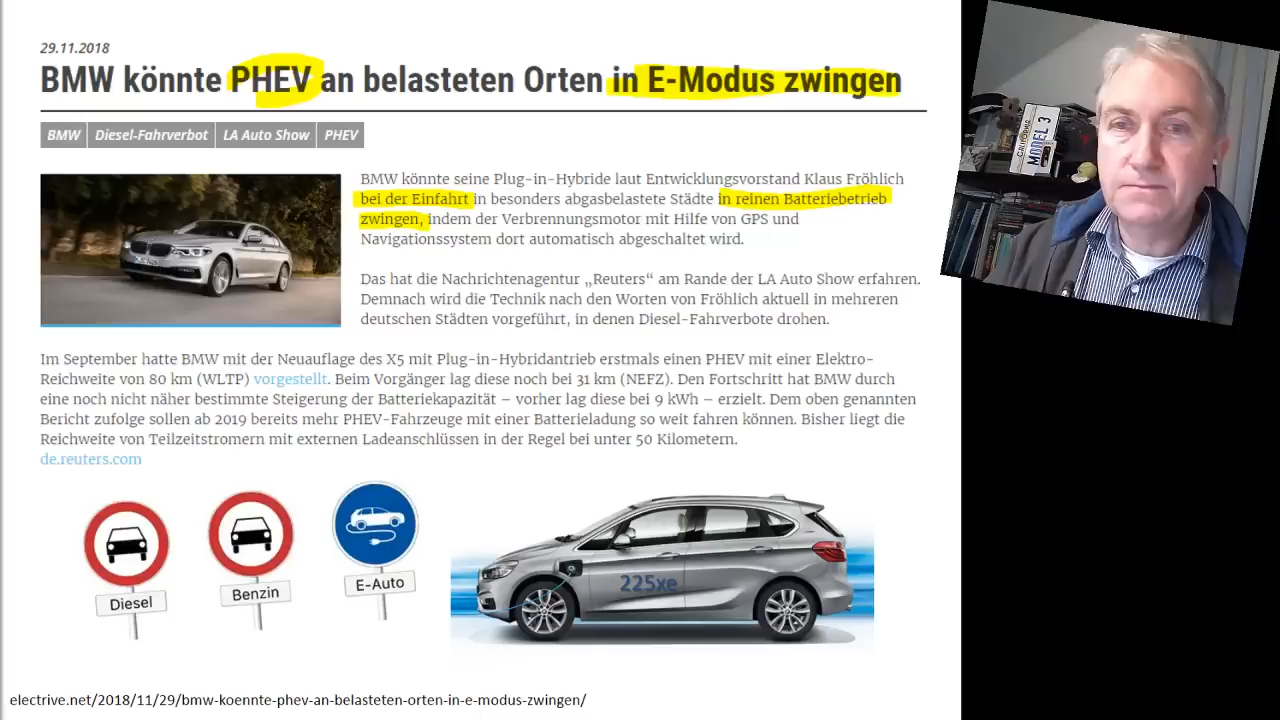 29.11.2018
BMW könnte PHEV an belasteten Orten in E-Modus zwingen
BMW Diesel-Fahrverbot LA Auto Show PHEV
BMW könnte seine Plug-in-Hybride laut Entwicklungsvorstand Klaus Fröhlich
bei der Einfahrt in besonders abgasbelastete Städte in reinen Batteriebetrieb
zwingen, indem der Verbrennungsmotor mit Hilfe von GPS und
Navigationssystem dort automatisch abgeschaltet wird.
Das hat die Nachrichtenagentur „Reuters“ am Rande der LA Auto Show erfahren.
Demnach wird die Technik nach den Worten von Fröhlich aktuell in mehreren
deutschen Städten vorgeführt, in denen Diesel-Fahrverbote drohen.
Im September hatte BMW mit der Neuauflage des X5 mit Plug-in-Hybridantrieb erstmals einen PHEV mit einer Elektro-
Reichweite von 80 km (WLTP) vorgestellt. Beim Vorgänger lag diese noch bei 31 km (NEFZ). Den Fortschritt hat BMW durch
eine noch nicht näher bestimmte Steigerung der Batteriekapazität – vorher lag diese bei 9 kWh – erzielt. Dem oben genannten
Bericht zufolge sollen ab 2019 bereits mehr PHEV-Fahrzeuge mit einer Batterieladung so weit fahren können. Bisher liegt die
Reichweite von Teilzeitstromern mit externen Ladeanschlüssen in der Regel bei unter 50 Kilometern.
de.reuters.com
Diesel
Benzin
E-Auto
225xe
electrive.net/2018/11/29/bmw-koennte-phev-an-belasteten-orten-in-e-modus-zwingen/
CALIFORNIA
MODEL 3